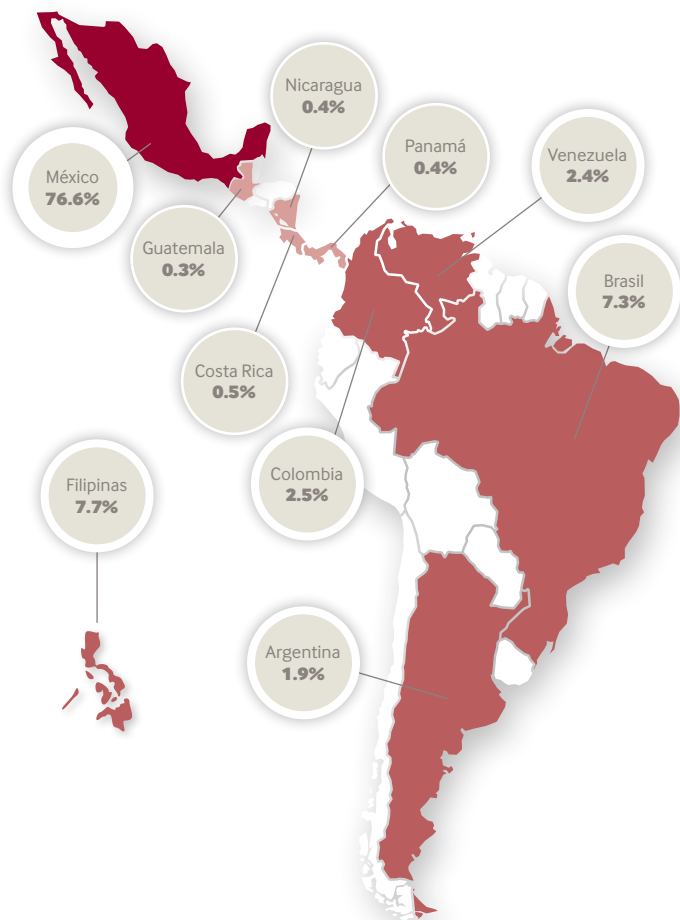 Nicaragua
0.4%
Panamá
0.4%
Venezuela
2.4%
México
76.6%
Guatemala
0.3%
Brasil
7.3%
Costa Rica
0.5%
Filipinas
7.7%
Colombia
2.5%
Argentina
1.9%